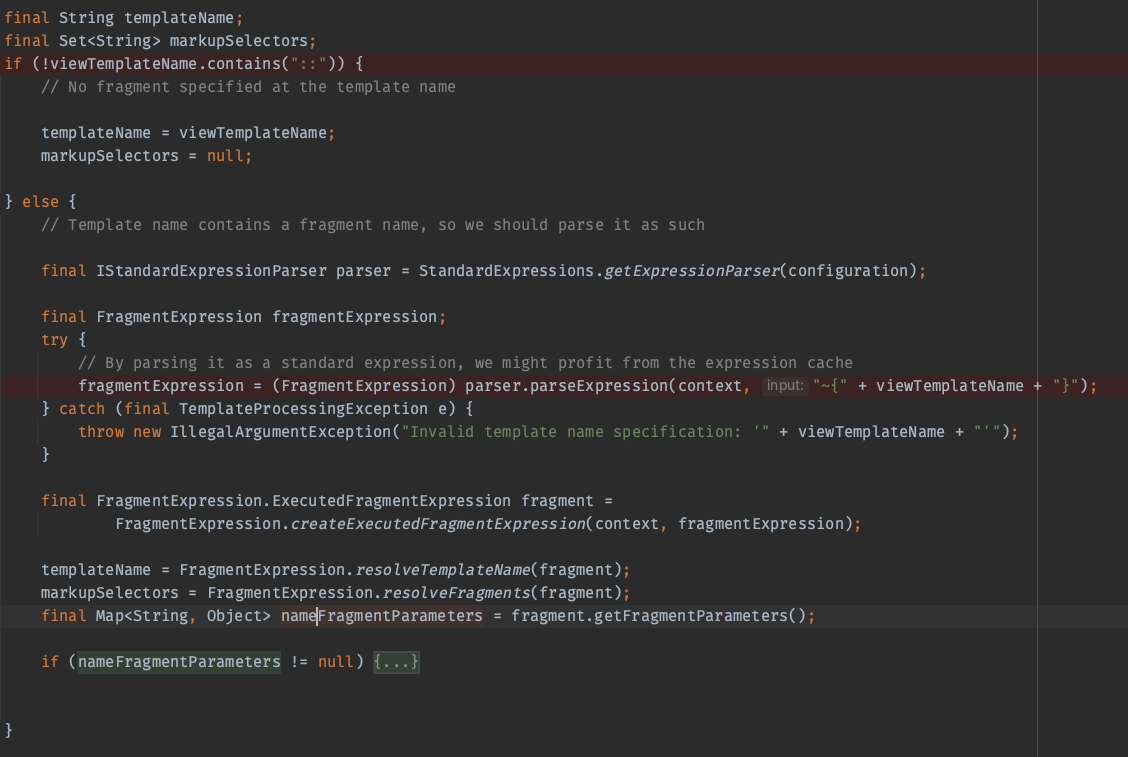 final String templateName;
final Set<String> markupSelectors;
if (!viewTemplateName.contains("::")) {
    // No fragment specified at the template name
    templateName = viewTemplateName;
    markupSelectors = null;
} else {
    // Template name contains a fragment name, so we should parse it as such
    final IStandardExpressionParser parser = StandardExpressions.getExpressionParser(configuration);
    final FragmentExpression fragmentExpression;
    try {
        // By parsing it as a standard expression, we might profit from the expression cache
        fragmentExpression = (FragmentExpression) parser.parseExpression(context, input: "~{" + viewTemplateName + "}");
    } catch (final TemplateProcessingException e) {
        throw new IllegalArgumentException("Invalid template name specification: '" + viewTemplateName + "'");
    }
    final FragmentExpression.ExecutedFragmentExpression fragment =
            FragmentExpression.createExecutedFragmentExpression(context, fragmentExpression);
    templateName = FragmentExpression.resolveTemplateName(fragment);
    markupSelectors = FragmentExpression.resolveFragments(fragment);
    final Map<String, Object> nameFragmentParameters = fragment.getFragmentParameters();
    if (nameFragmentParameters != null) {...}
}